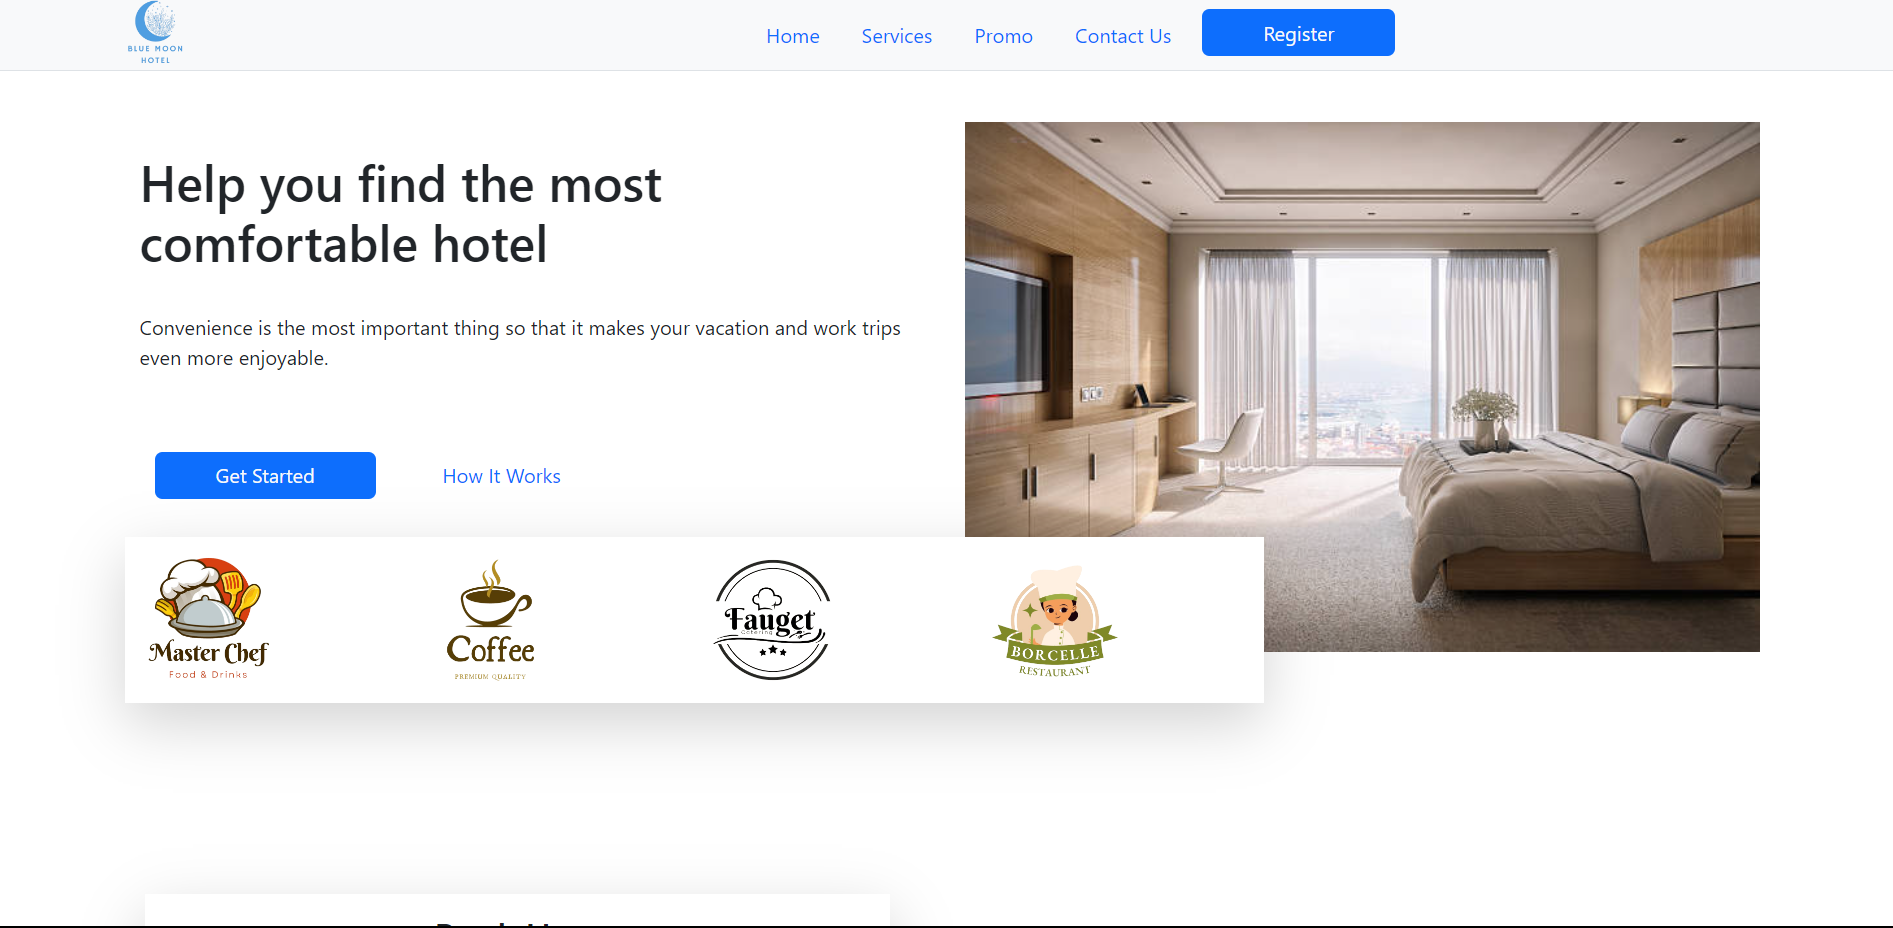 BLUE MOON
HOTEL
Home Services Promo Contact Us Register
Help you find the most
comfortable hotel
Convenience is the most important thing so that it makes your vacation and work trips
even more enjoyable.
Get Started How It Works
Master Chef
Food & Drinks
Coffee
PREMIUM QUALITY
Fauget
Catering
BORCELLE
RESTAURANT